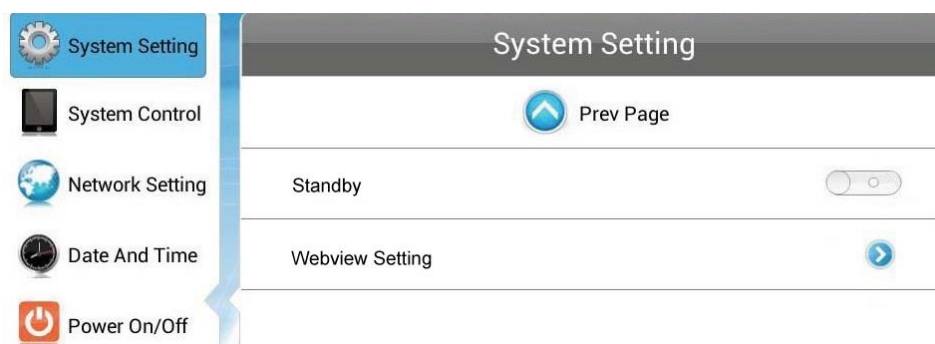 System Setting
System Control
Network Setting
Date And Time
Power On/Off
System Setting
Prev Page
Standby
Webview Setting